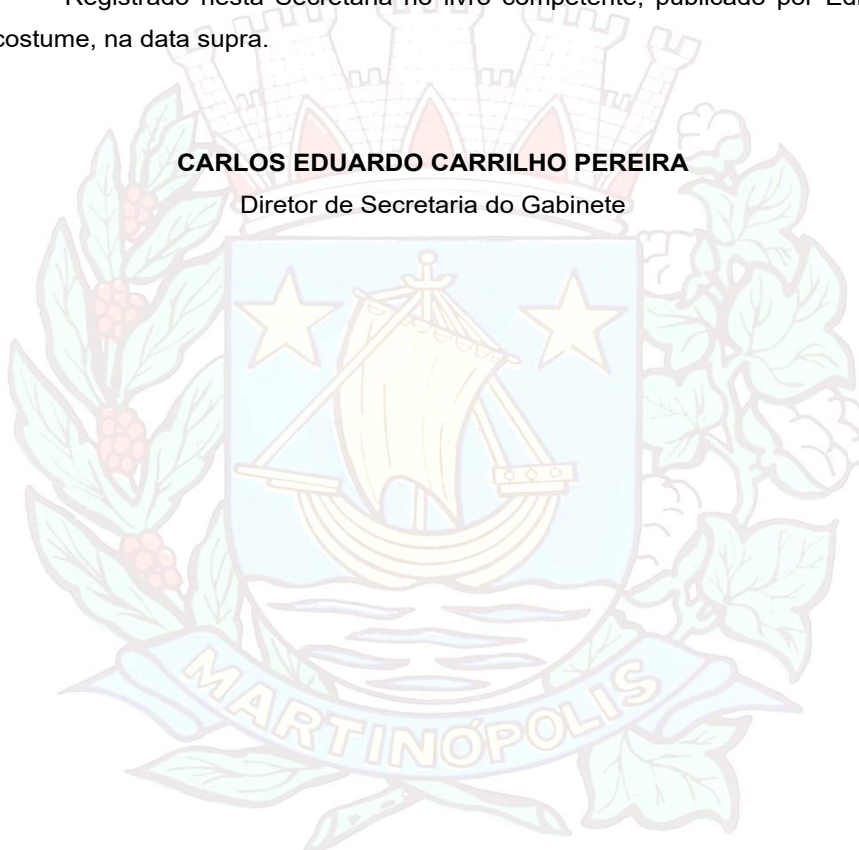 Registrado nesta Secretaria no livro competente, publicado por
costume, na data supra.
CARLOS EDUARDO CARRILHO PEREIRA
Diretor de Secretaria do Gabinete
MARTINÓPOLIS